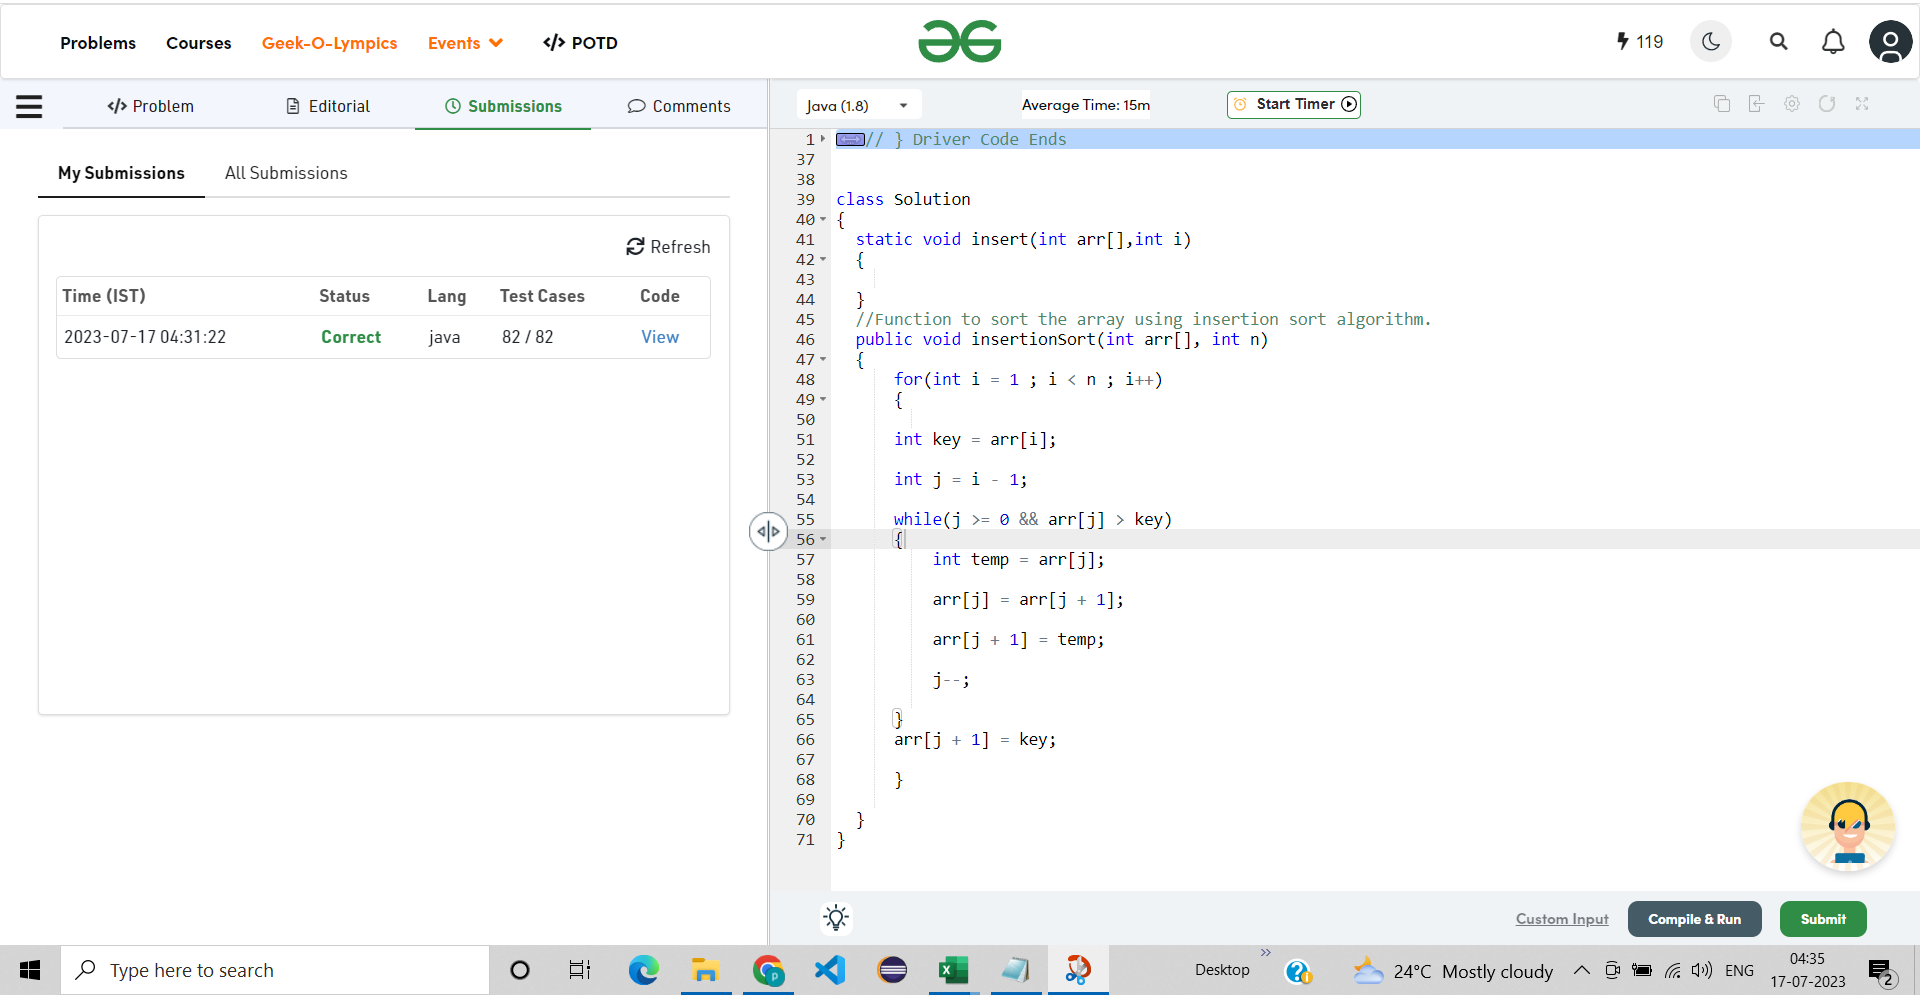 Problems Courses Geek-O-Lympics Events </> POTD 119
</> Problem Editorial Submissions Comments Java (1.8) Average Time: 15m Start Timer
My Submissions All Submissions
Refresh
Time (IST) Status Lang Test Cases Code
2023-07-17 04:31:22 Correct java 82 / 82 View
1 // } Driver Code Ends
37
38
39 class Solution
40 {
41 static void insert(int arr[],int i)
42 {
43
44 }
45 //Function to sort the array using insertion sort algorithm.
46 public void insertionSort(int arr[], int n)
47 {
48 for(int i = 1 ; i < n ; i++)
49 {
50
51 int key = arr[i];
52
53 int j = i - 1;
54
55 while(j >= 0 && arr[j] > key)
56 {
57 int temp = arr[j];
58
59 arr[j] = arr[j + 1];
60
61 arr[j + 1] = temp;
62
63 j--;
64
65 }
66 arr[j + 1] = key;
67
68 }
69
70 }
71 }
Custom Input Compile & Run Submit
Type here to search Desktop 24°C Mostly cloudy ENG 04:35
17-07-2023 2